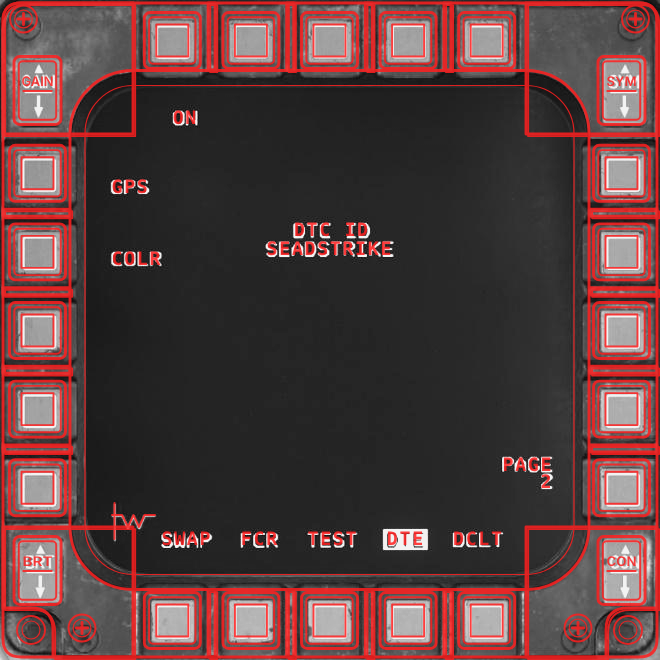 GAIN
SYM
ON
GPS
DTC ID
SEADSTRIKE
COLR
PAGE
2
SWAP FCR TEST DTE DCLT
BRT
CON